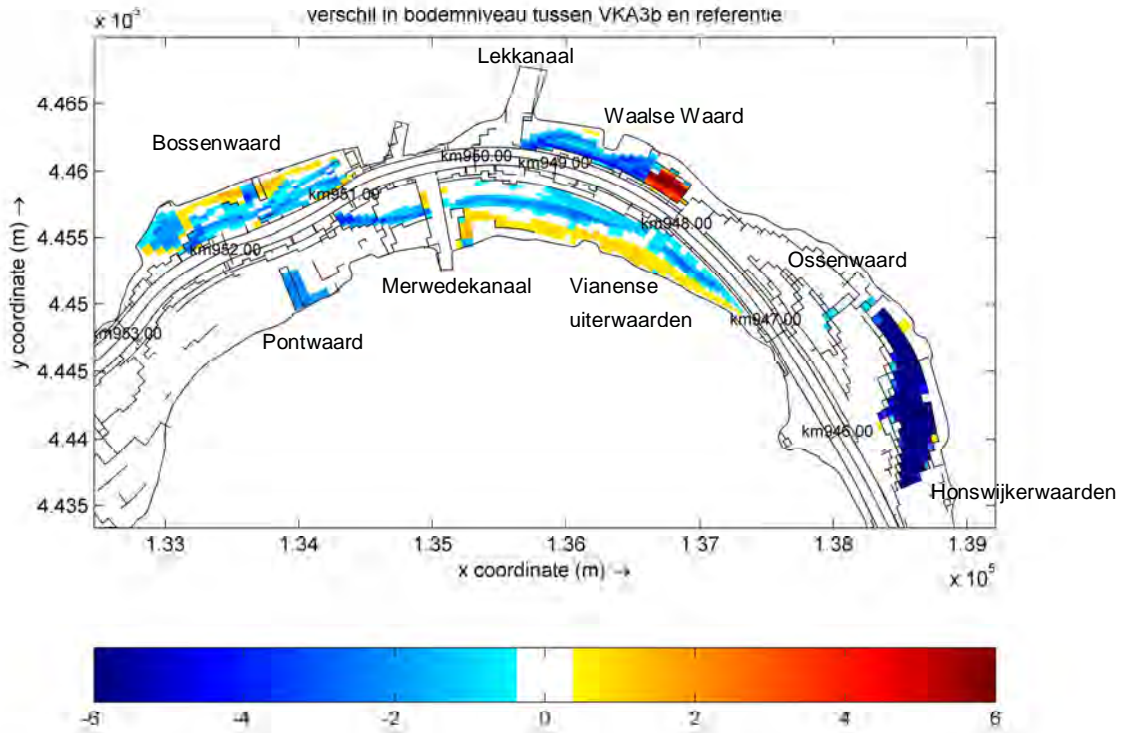 verschil in bodemniveau tussen VKA3b en referentie
x 10⁵
Lekkanaal
4.465
Waalse Waard
Bossenwaard
km950.00
km949.00
4.46
km951.00
km948.00
4.455
km952.00
Ossenwaard
Merwedekanaal
Vianense
uiterwaarden
4.45
km947.00
km953.00
Pontwaard
4.445
4.44
km946.00
4.435
Honswijkerwaarden
y coordinate (m) →
1.33 1.34 1.35 1.36 1.37 1.38 1.39
x coordinate (m) →
x 10⁵
-6 -4 -2 0 2 4 6